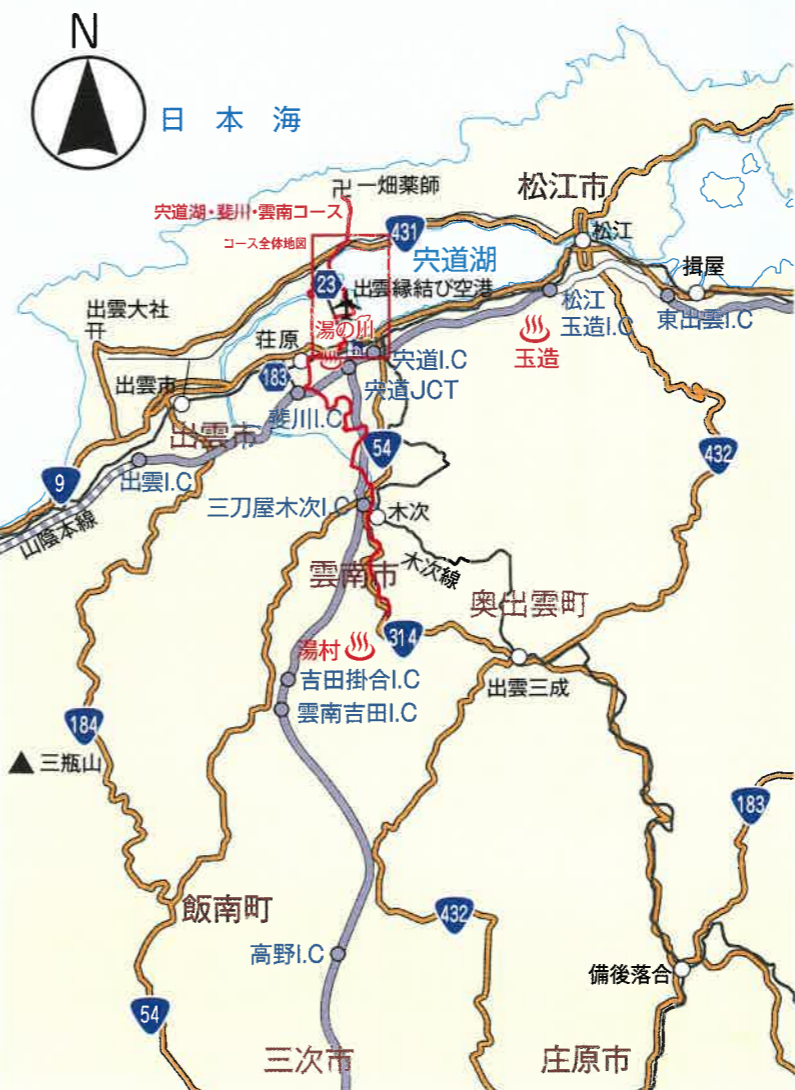 N
日本海
卍一畑薬師
松江市
宍道湖・斐川・雲南コース
431
松江
コース全体地図
宍道湖
揖屋
23
出雲縁結び空港
出雲大社
松江
玉造I.C
東出雲I.C
湯の川
荘原
玉造
宍道I.C
183
宍道JCT
出雲市
斐川I.C
出雲市
54
432
9
出雲I.C
三刀屋木次I.C
木次
山陰本線
木次線
雲南市
奥出雲町
314
湯村
吉田掛合I.C
出雲三成
雲南吉田I.C
184
▲三瓶山
183
飯南町
432
高野I.C
備後落合
54
三次市
庄原市